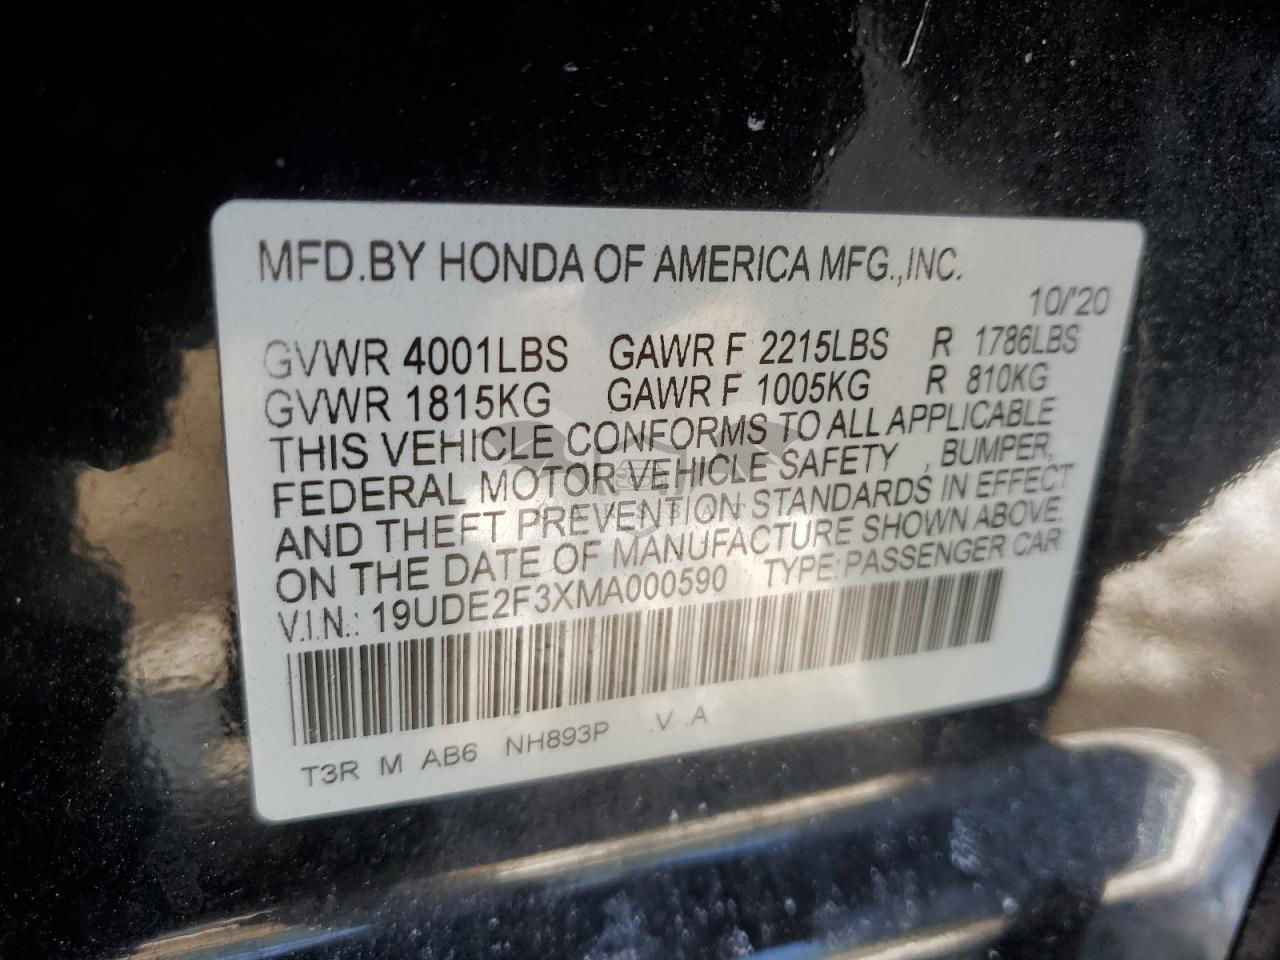 MFD.BY HONDA OF AMERICA MFG.,INC.
10/'20
GVWR 4001LBS GAWR F 2215LBS R 1786LBS
GVWR 1815KG GAWR F 1005KG R 810KG
THIS VEHICLE CONFORMS TO ALL APPLICABLE
FEDERAL MOTOR VEHICLE SAFETY , BUMPER,
AND THEFT PREVENTION STANDARDS IN EFFECT
ON THE DATE OF MANUFACTURE SHOWN ABOVE.
V.I.N.: 19UDE2F3XMA000590 TYPE:PASSENGER CAR
T3R M AB6 NH893P .V .A